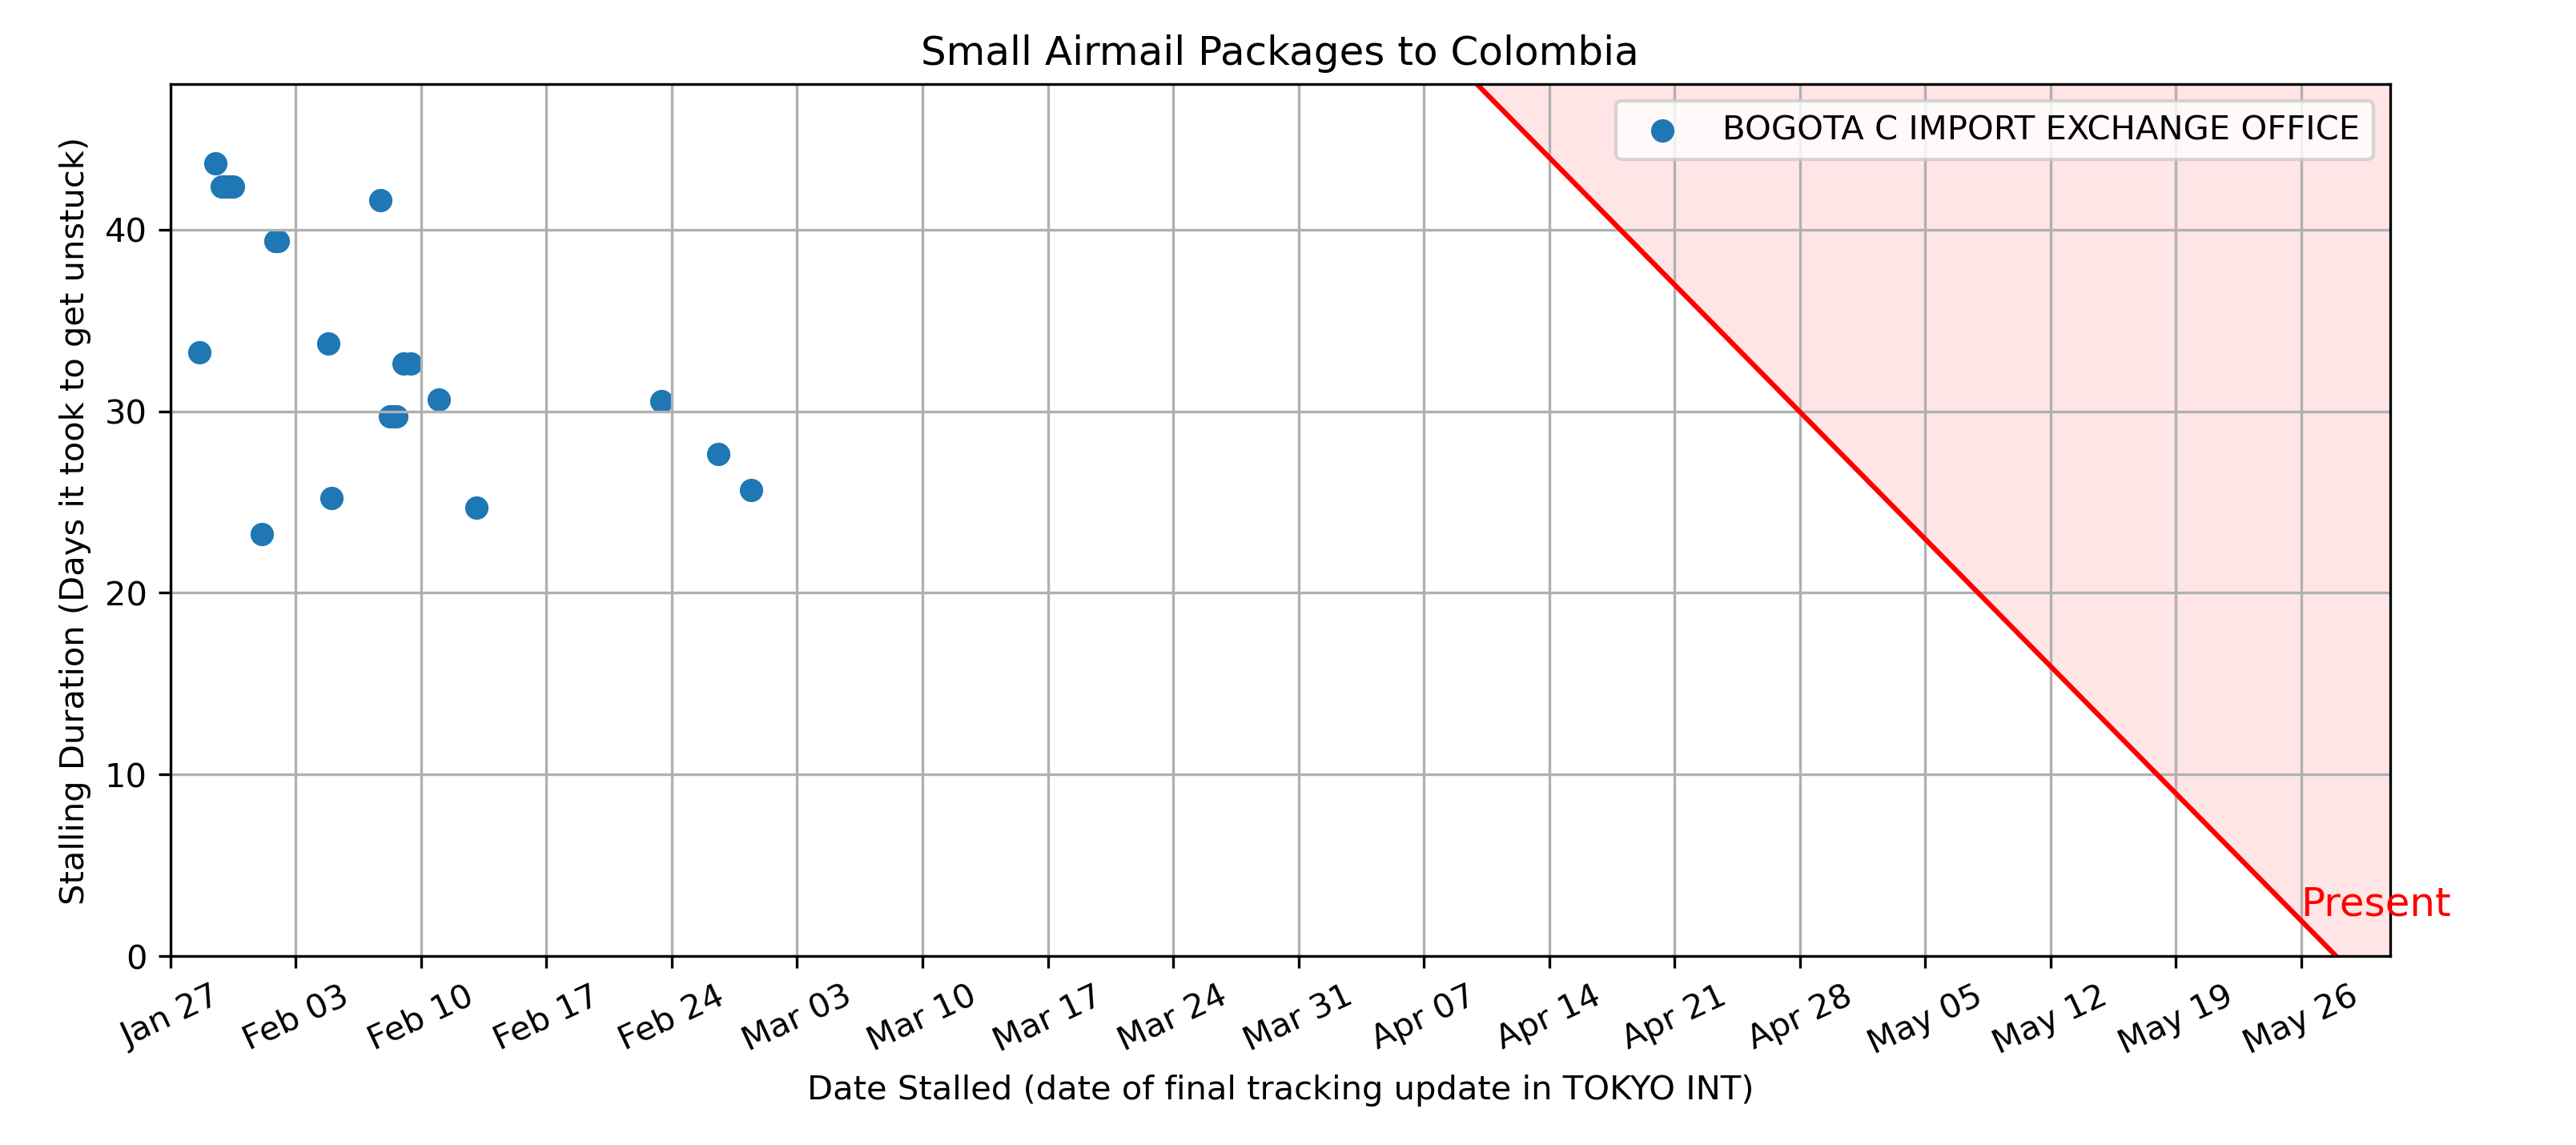 Small Airmail Packages to Colombia
BOGOTA C IMPORT EXCHANGE OFFICE
Stalling Duration (Days it took to get unstuck)
40
30
20
10
0
Present
Jan 27
Feb 03
Feb 10
Feb 17
Feb 24
Mar 03
Mar 10
Mar 17
Mar 24
Mar 31
Apr 07
Apr 14
Apr 21
Apr 28
May 05
May 12
May 19
May 26
Date Stalled (date of final tracking update in TOKYO INT)